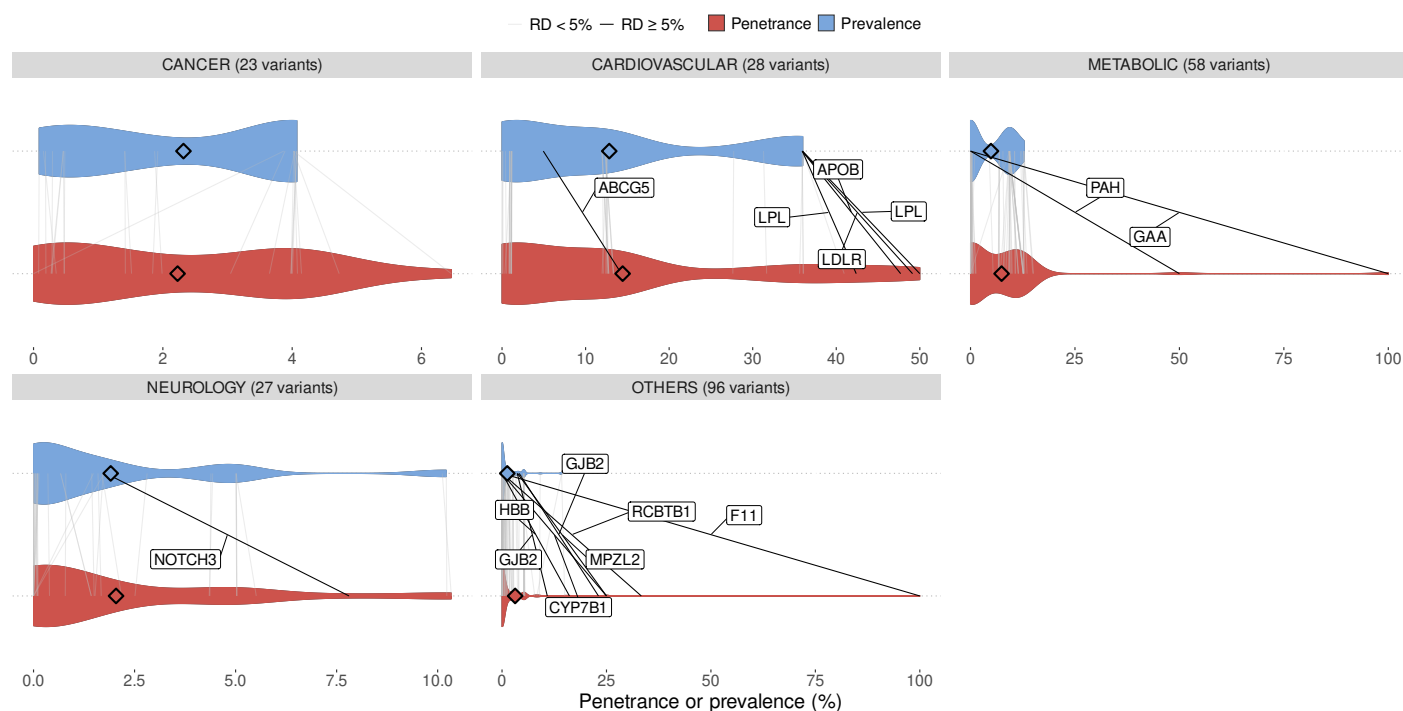 RD < 5% RD ≥ 5% Penetrance Prevalence
CANCER (23 variants)
0 2 4 6
CARDIOVASCULAR (28 variants)
ABCG5
APOB
LPL
LPL
LDLR
0 10 20 30 40 50
METABOLIC (58 variants)
PAH
GAA
0 25 50 75 100
NEUROLOGY (27 variants)
NOTCH3
0.0 2.5 5.0 7.5 10.0
OTHERS (96 variants)
GJB2
HBB
RCBTB1
F11
GJB2
MPZL2
CYP7B1
0 25 50 75 100
Penetrance or prevalence (%)